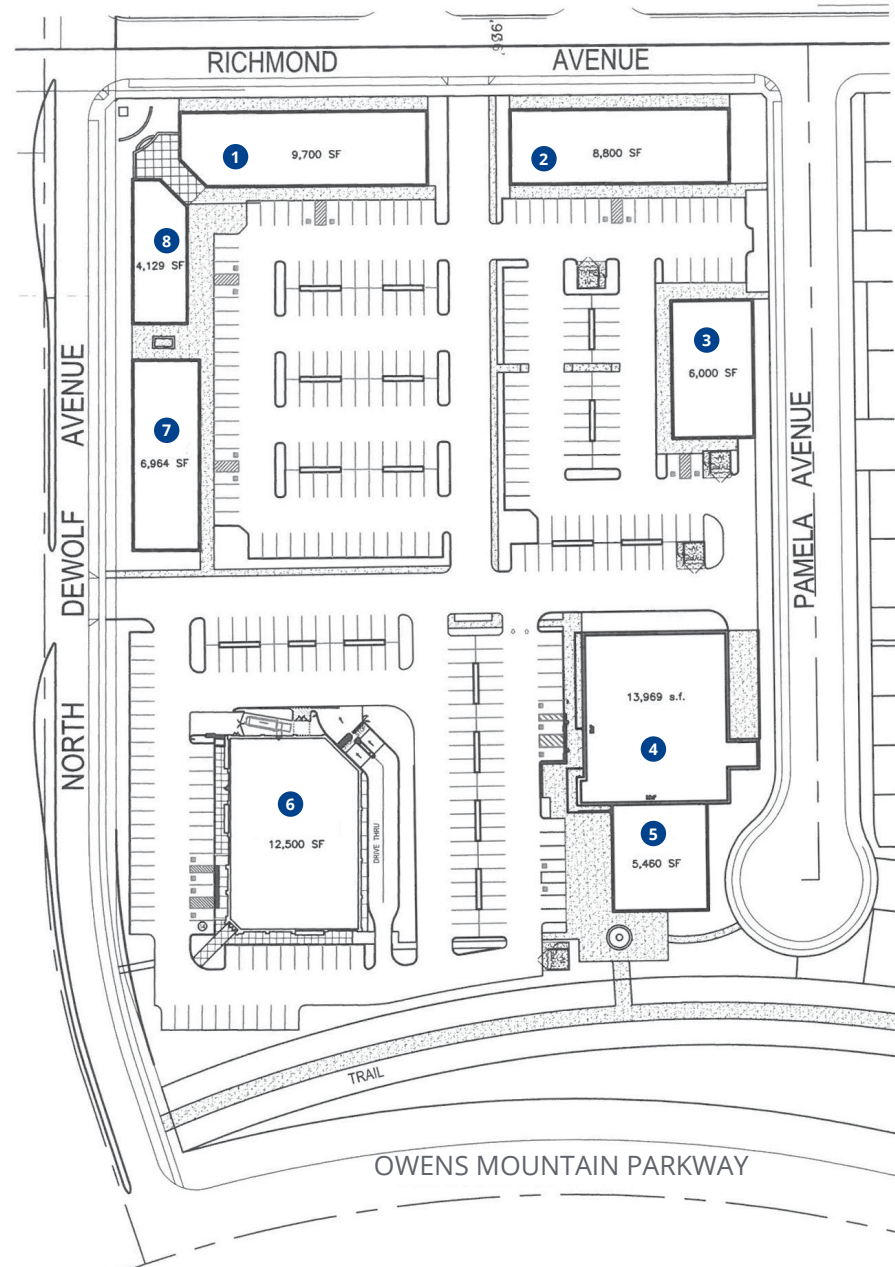 RICHMOND AVENUE
936'
1
9,700 SF
2
8,800 SF
8
4,129 SF
3
6,000 SF
7
6,964 SF
NORTH DEWOLF AVENUE
PAMELA AVENUE
13,969 s.f.
4
6
12,500 SF
DRIVE THRU
5
5,460 SF
TRAIL
OWENS MOUNTAIN PARKWAY